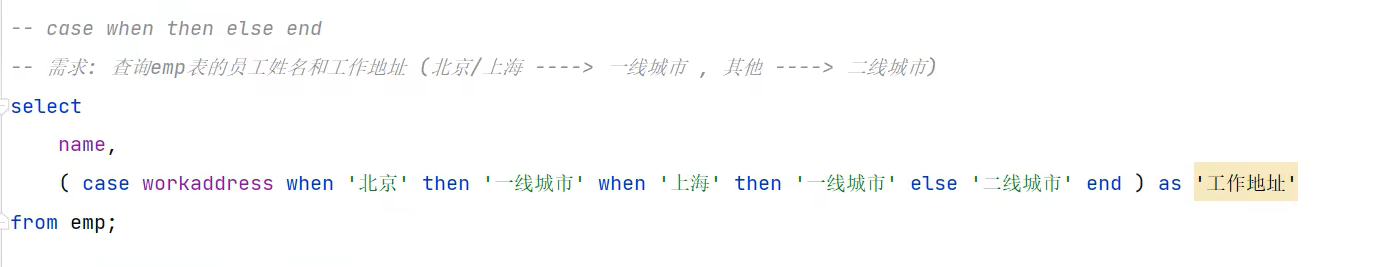 -- case when then else end
-- 需求: 查询emp表的员工姓名和工作地址 (北京/上海 ----> 一线城市 , 其他 ----> 二线城市)
select
name,
( case workaddress when '北京' then '一线城市' when '上海' then '一线城市' else '二线城市' end ) as '工作地址'
from emp;